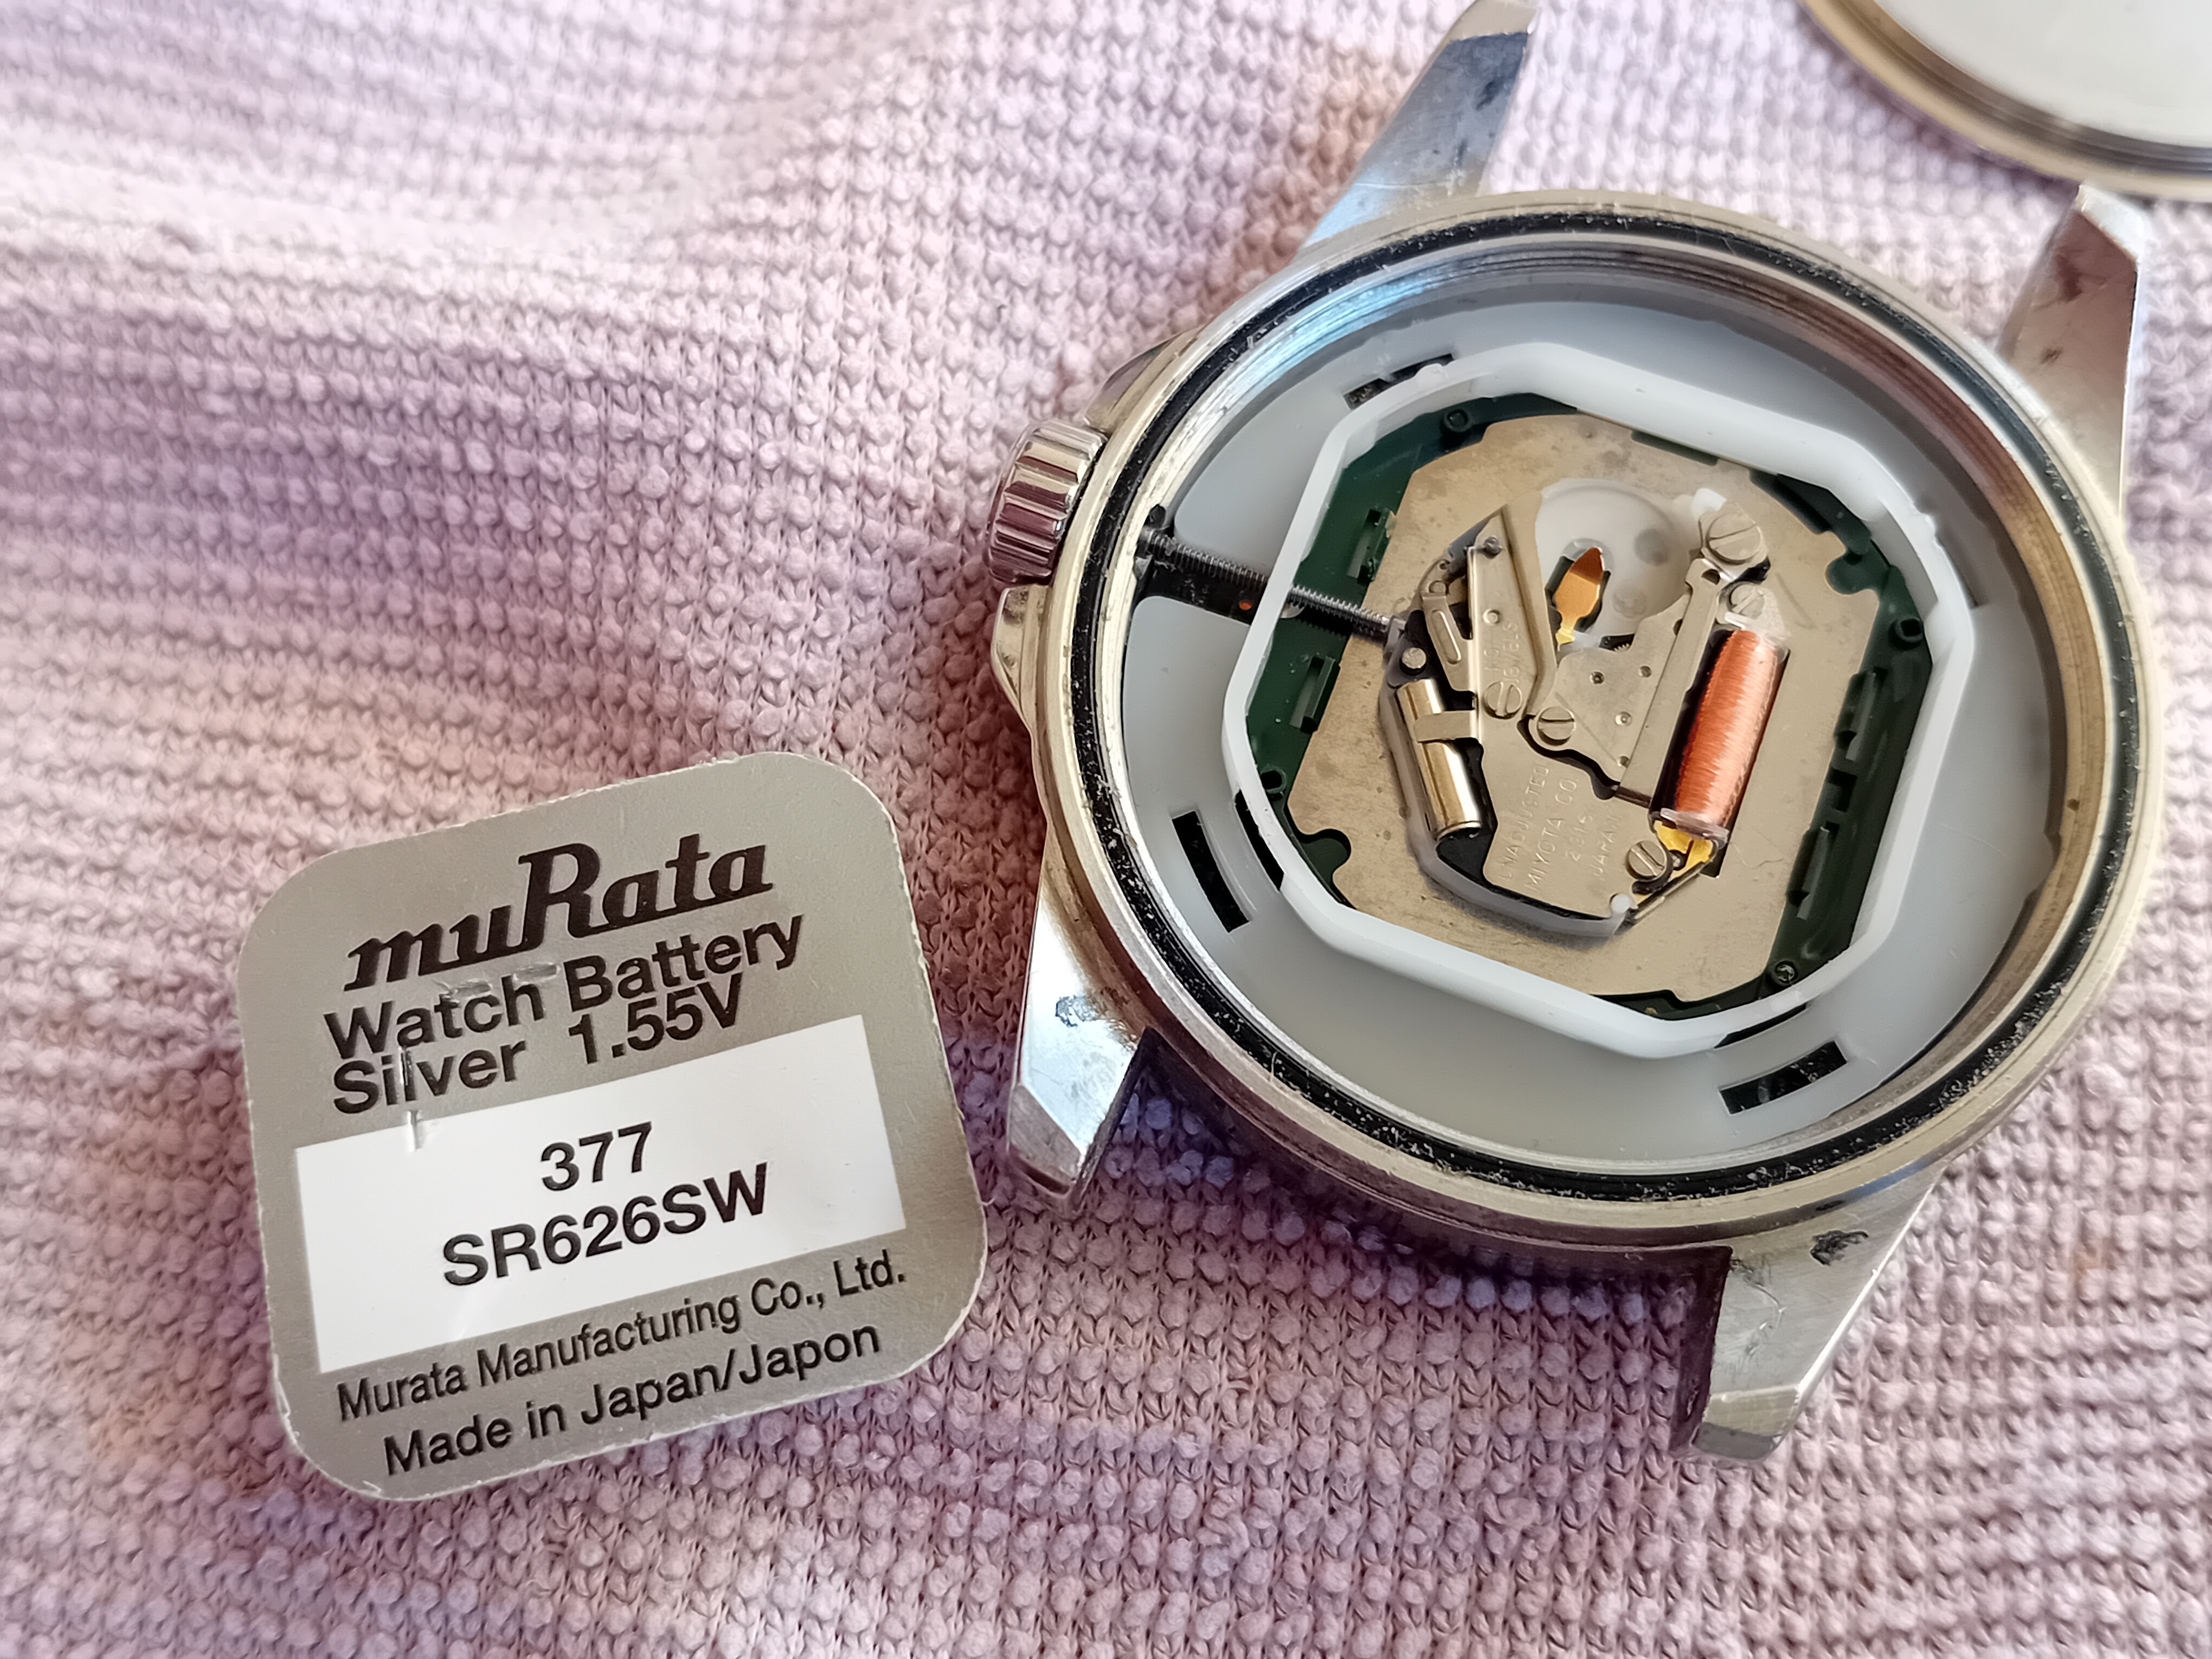 muRata
Watch Battery
Silver 1.55V
377
SR626SW
Murata Manufacturing Co., Ltd.
Made in Japan/Japon
UNADJUSTED
MIYOTA CO
JAPAN